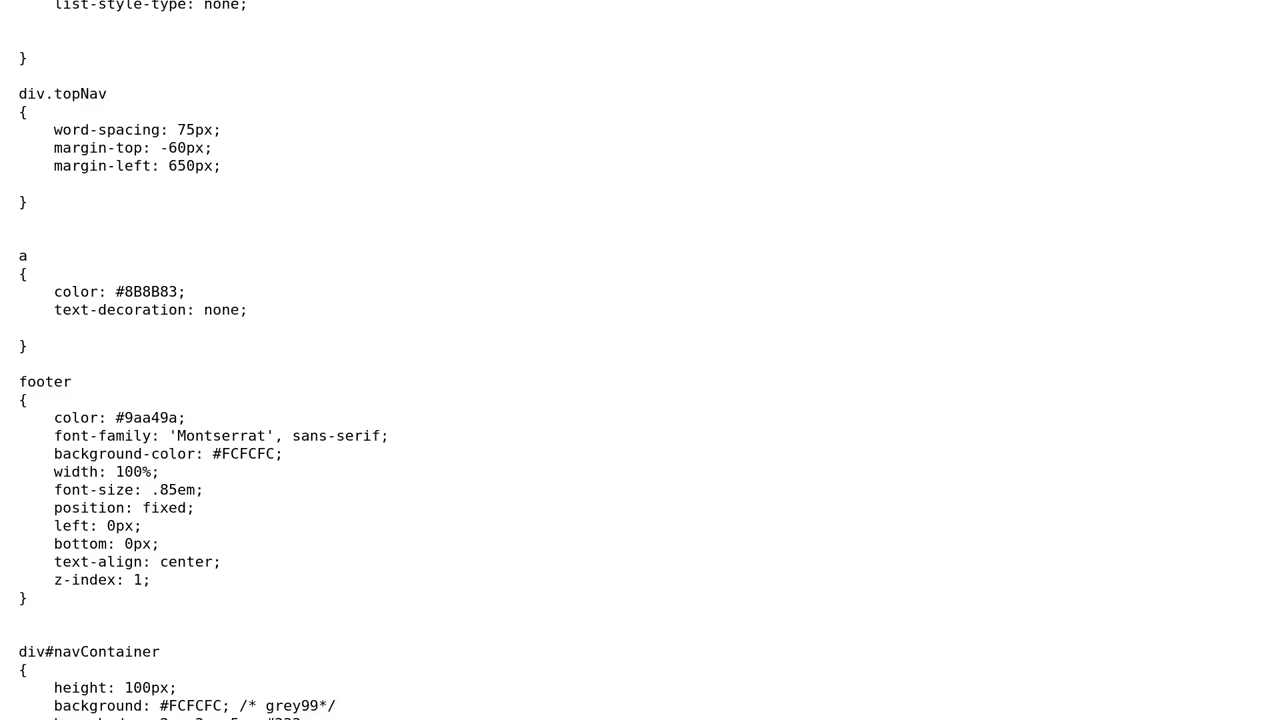 list-style-type: none;
}
div.topNav
{
word-spacing: 75px;
margin-top: -60px;
margin-left: 650px;
}
a
{
color: #8B8B83;
text-decoration: none;
}
footer
{
color: #9aa49a;
font-family: 'Montserrat', sans-serif;
background-color: #FCFCFC;
width: 100%;
font-size: .85em;
position: fixed;
left: 0px;
bottom: 0px;
text-align: center;
z-index: 1;
}
div#navContainer
{
height: 100px;
background: #FCFCFC; /* grey99*/